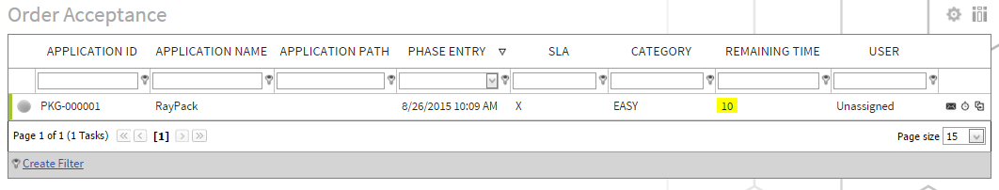 Order Acceptance
APPLICATION ID APPLICATION NAME APPLICATION PATH PHASE ENTRY SLA CATEGORY REMAINING TIME USER
PKG-000001 RayPack 8/26/2015 10:09 AM X EASY 10 Unassigned
Page 1 of 1 (1 Tasks) [1] Page size 15
Create Filter